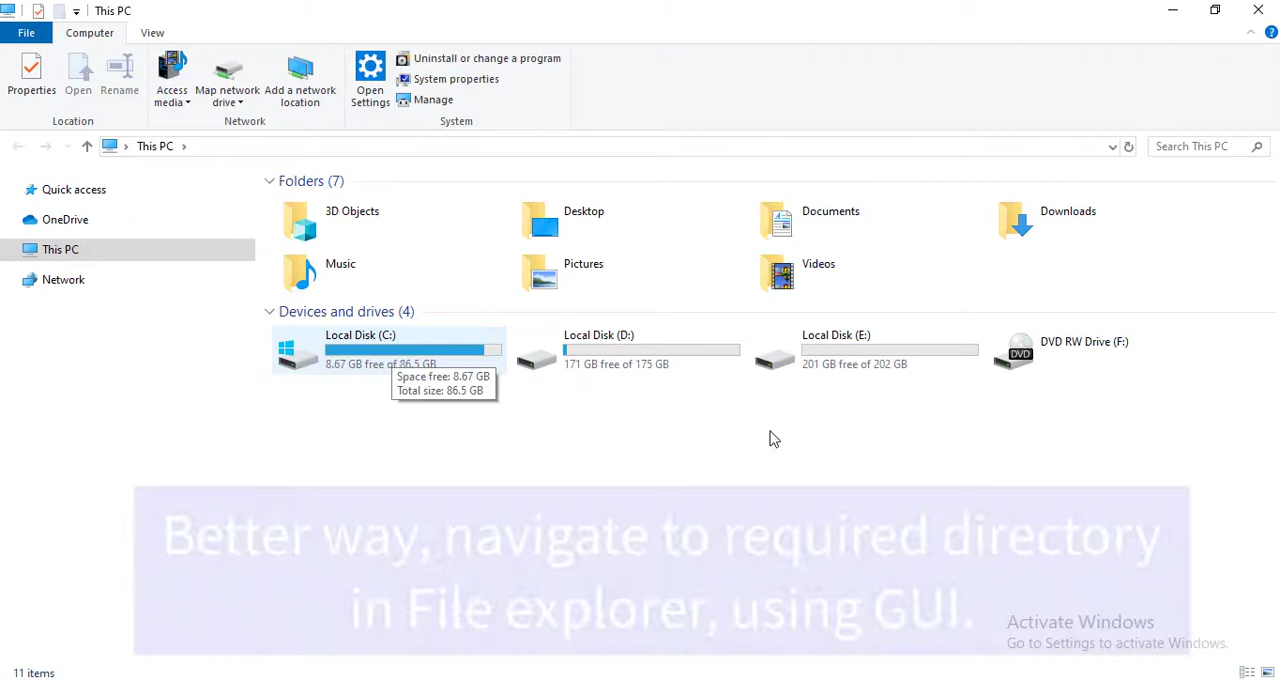 This PC
File
Computer
View
Properties
Open
Rename
Access media
Map network drive
Add a network location
Open Settings
Uninstall or change a program
System properties
Manage
Location
Network
System
This PC
Search This PC
Quick access
OneDrive
This PC
Network
Folders (7)
3D Objects
Desktop
Documents
Downloads
Music
Pictures
Videos
Devices and drives (4)
Local Disk (C:)
8.67 GB free of 86.5 GB
Local Disk (D:)
171 GB free of 175 GB
Local Disk (E:)
201 GB free of 202 GB
DVD RW Drive (F:)
DVD
Space free: 8.67 GB
Total size: 86.5 GB
Better way, navigate to required directory
in File explorer, using GUI.
Activate Windows
Go to Settings to activate Windows.
11 items